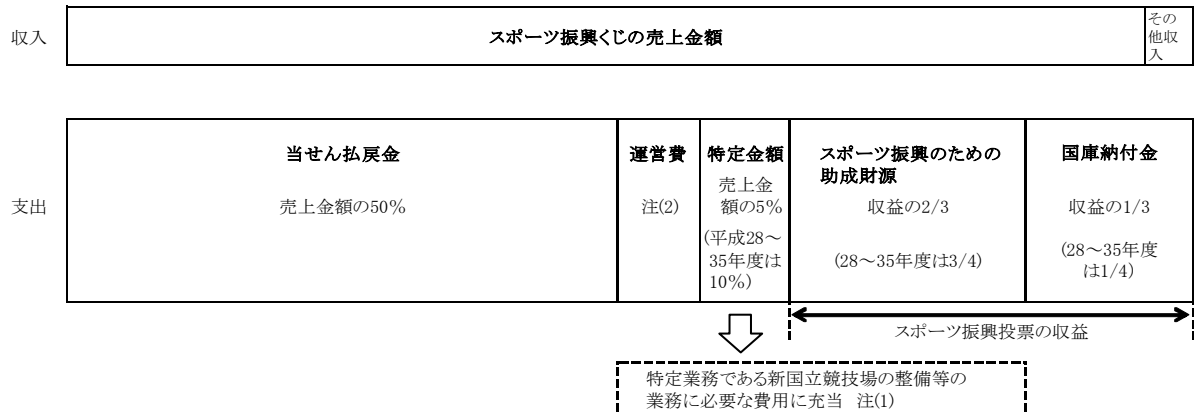 収入
スポーツ振興くじの売上金額
その
他収
入
支出
当せん払戻金
売上金額の50%
運営費
注(2)
特定金額
売上金
額の5%
(平成28～
35年度は
10%)
スポーツ振興のための
助成財源
収益の2/3
(28～35年度は3/4)
国庫納付金
収益の1/3
(28～35年度
は1/4)
スポーツ振興投票の収益
特定業務である新国立競技場の整備等の
業務に必要な費用に充当　注(1)